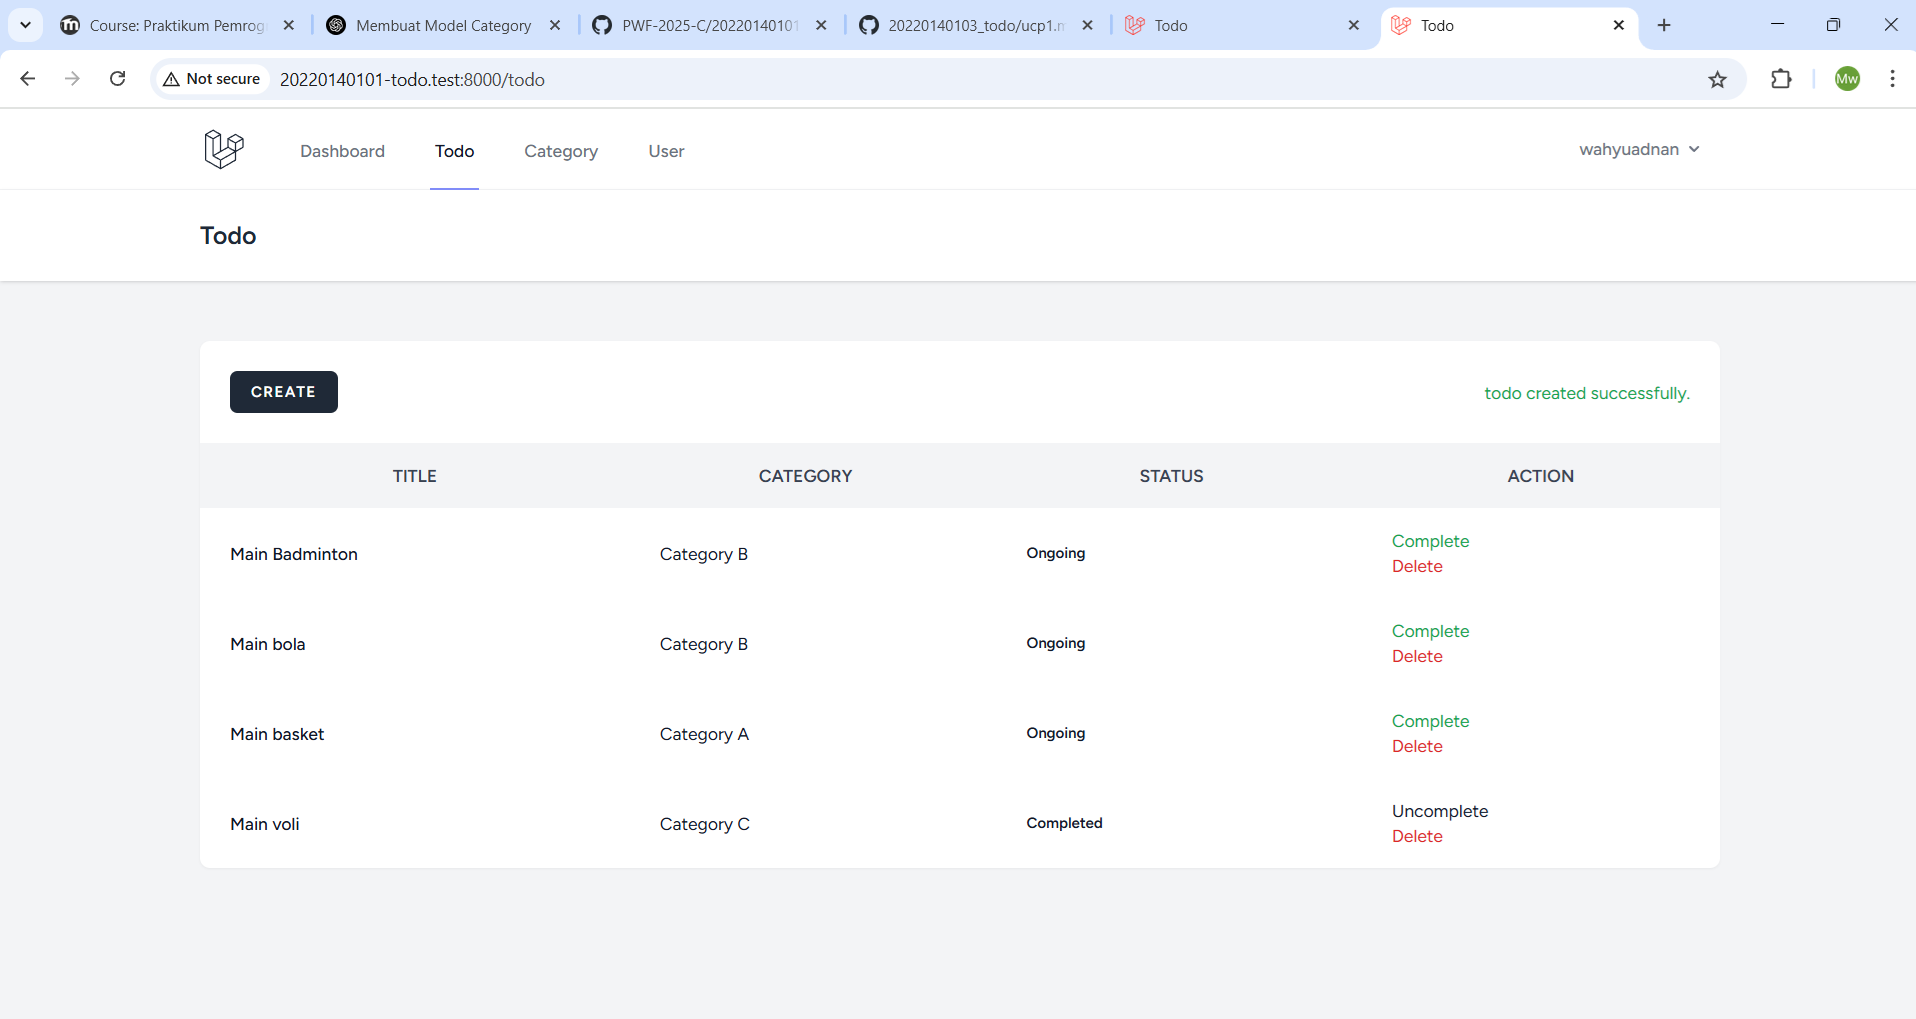 Course: Praktikum Pemrog
Membuat Model Category
PWF-2025-C/20220140101
20220140103_todo/ucp1.m
Todo
Todo
Not secure 20220140101-todo.test:8000/todo
Mw
Dashboard Todo Category User wahyuadnan
Todo
CREATE todo created successfully.
TITLE CATEGORY STATUS ACTION
Main Badminton Category B Ongoing Complete
Delete
Main bola Category B Ongoing Complete
Delete
Main basket Category A Ongoing Complete
Delete
Main voli Category C Completed Uncomplete
Delete